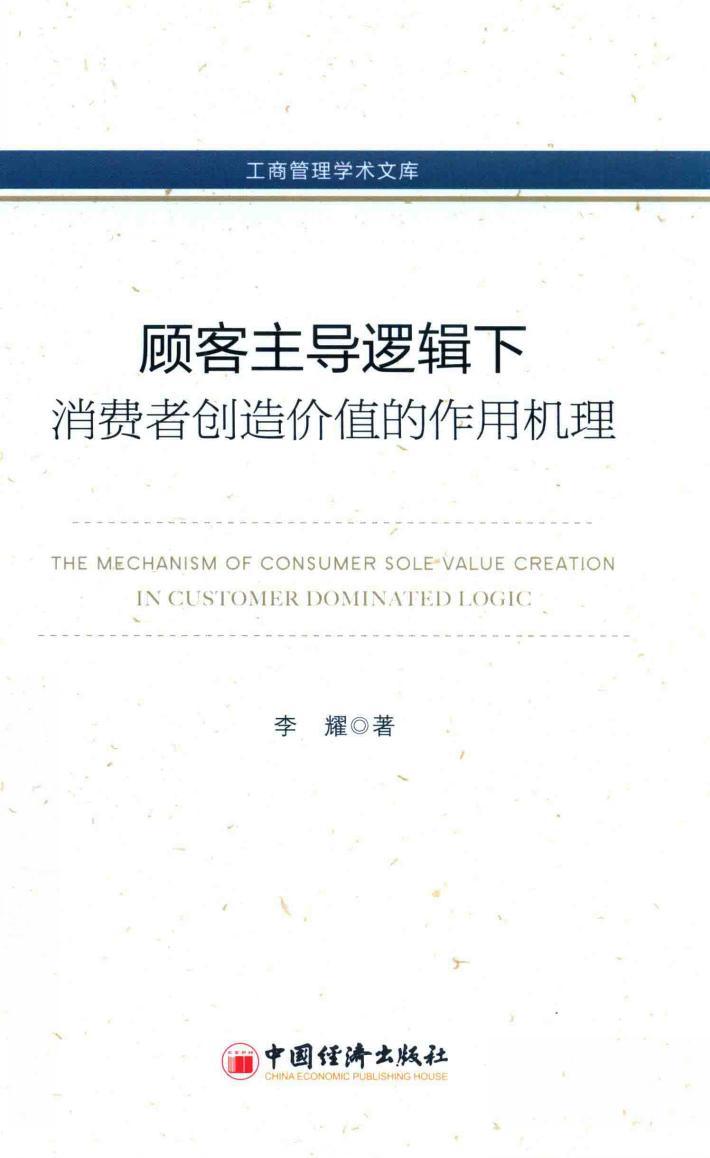 工商管理学术文库
顾客主导逻辑下
消费者创造价值的作用机理
THE MECHANISM OF CONSUMER SOLE VALUE CREATION
IN CUSTOMER DOMINATED LOGIC
李 耀◎著
中国经济出版社
CHINA ECONOMIC PUBLISHING HOUSE